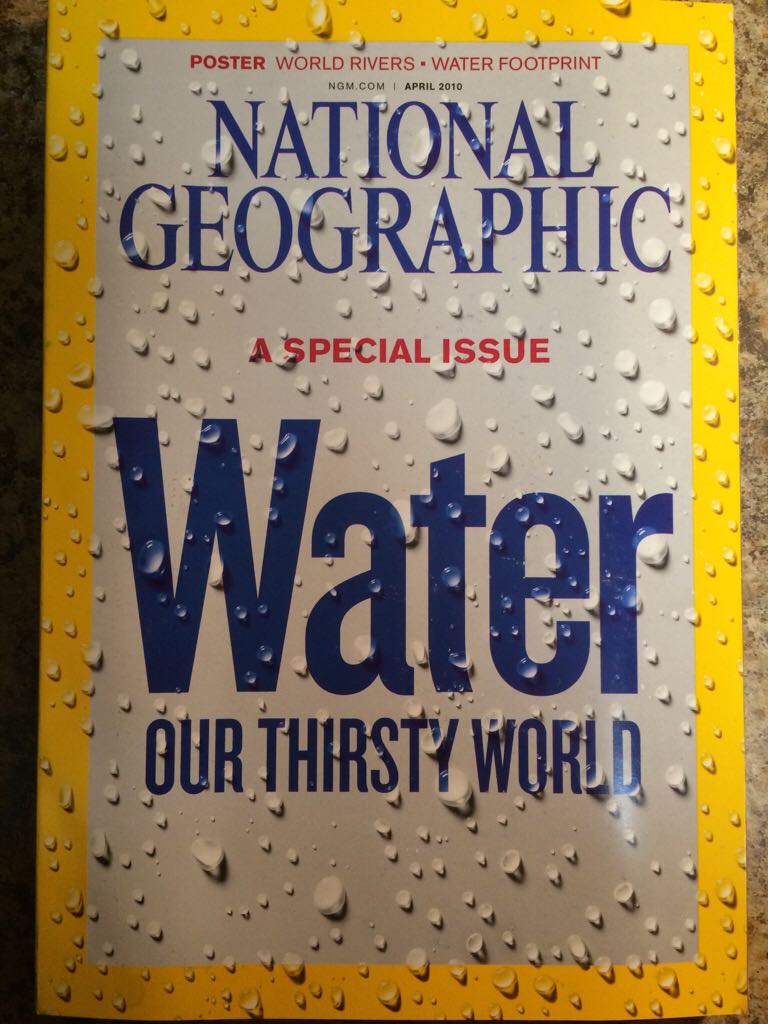 POSTER WORLD RIVERS ▪ WATER FOOTPRINT
NGM.COM | APRIL 2010
NATIONAL
GEOGRAPHIC
A SPECIAL ISSUE
Water
OUR THIRSTY WORLD